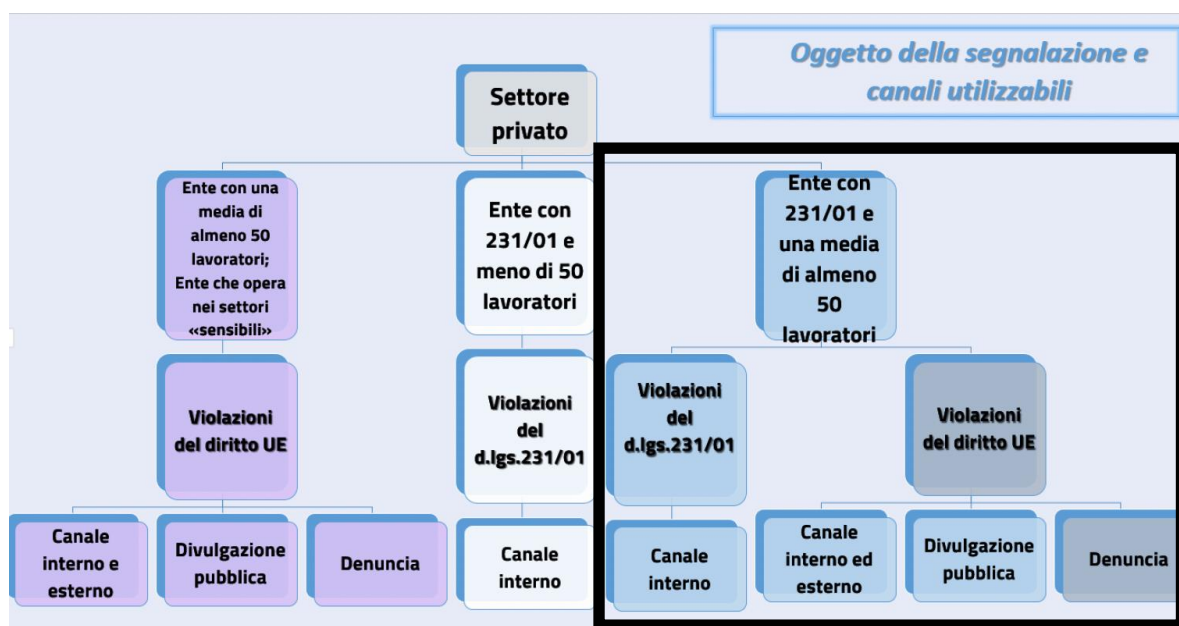 Oggetto della segnalazione e
canali utilizzabili
Settore
privato
Ente con una
media di
almeno 50
lavoratori;
Ente che opera
nei settori
«sensibili»
Ente con
231/01 e
meno di 50
lavoratori
Ente con
231/01 e
una media
di almeno
50
lavoratori
Violazioni
del diritto UE
Violazioni
del
d.lgs.231/01
Violazioni
del
d.lgs.231/01
Violazioni
del diritto UE
Canale
interno e
esterno
Divulgazione
pubblica
Denuncia
Canale
interno
Canale
interno
Canale
interno ed
esterno
Divulgazione
pubblica
Denuncia